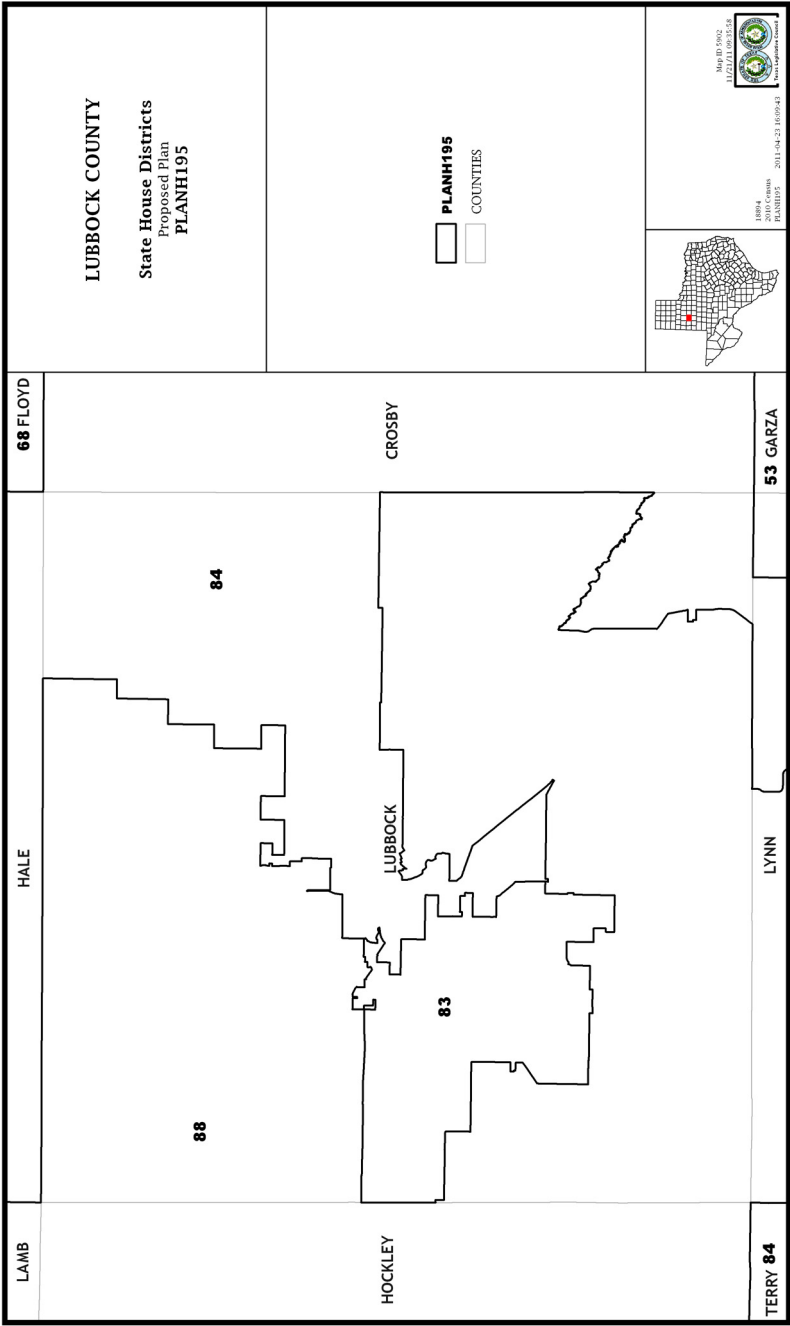 LUBBOCK COUNTY
State House Districts
Proposed Plan
PLANH195
PLANH195
COUNTIES
Map ID 5902
11/21/11 09:35:58
Texas Legislative Council
18894
2010 Census
PLANH195
2011-04-23 16:09:43
LAMB
HALE
68 FLOYD
88
84
HOCKLEY
LUBBOCK
CROSBY
83
TERRY 84
LYNN
53 GARZA